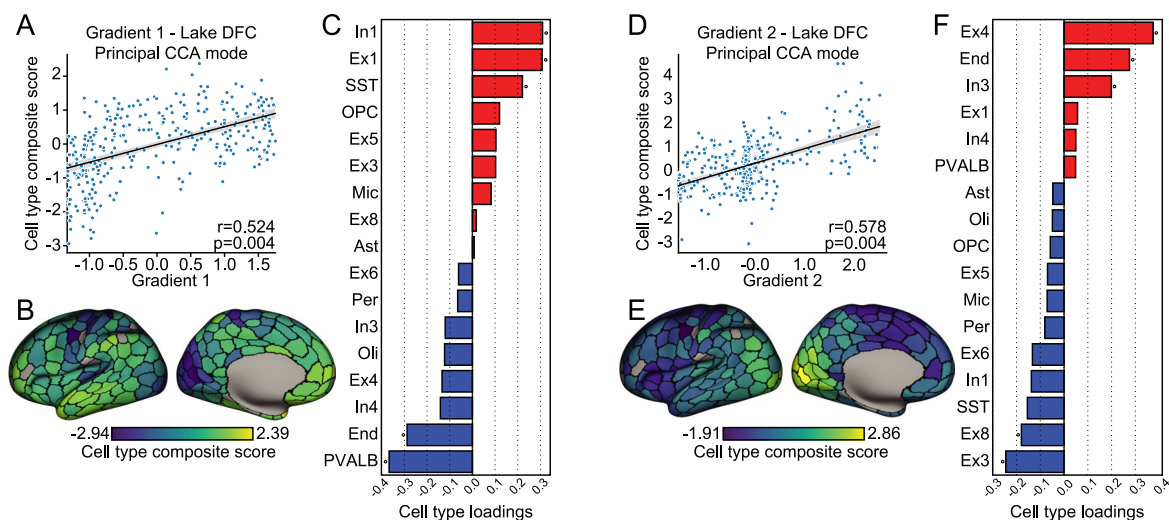 A
Gradient 1 - Lake DFC
Principal CCA mode
Cell type composite score
2
1
0
-1
-2
-3
r=0.524
p=0.004
-1.0
-0.5
0.0
0.5
1.0
1.5
Gradient 1
B
-2.94
2.39
Cell type composite score
C
In1
Ex1
SST
OPC
Ex5
Ex3
Mic
Ex8
Ast
Ex6
Per
In3
Oli
Ex4
In4
End
PVALB
-0.4
-0.3
-0.2
-0.1
0.0
0.1
0.2
0.3
Cell type loadings
D
Gradient 2 - Lake DFC
Principal CCA mode
Cell type composite score
4
3
2
1
0
-1
-2
-3
r=0.578
p=0.004
-1.0
-0.0
1.0
2.0
Gradient 2
E
-1.91
2.86
Cell type composite score
F
Ex4
End
In3
Ex1
In4
PVALB
Ast
Oli
OPC
Ex5
Mic
Per
Ex6
In1
SST
Ex8
Ex3
-0.3
-0.2
-0.1
0.0
0.1
0.2
0.3
0.4
Cell type loadings